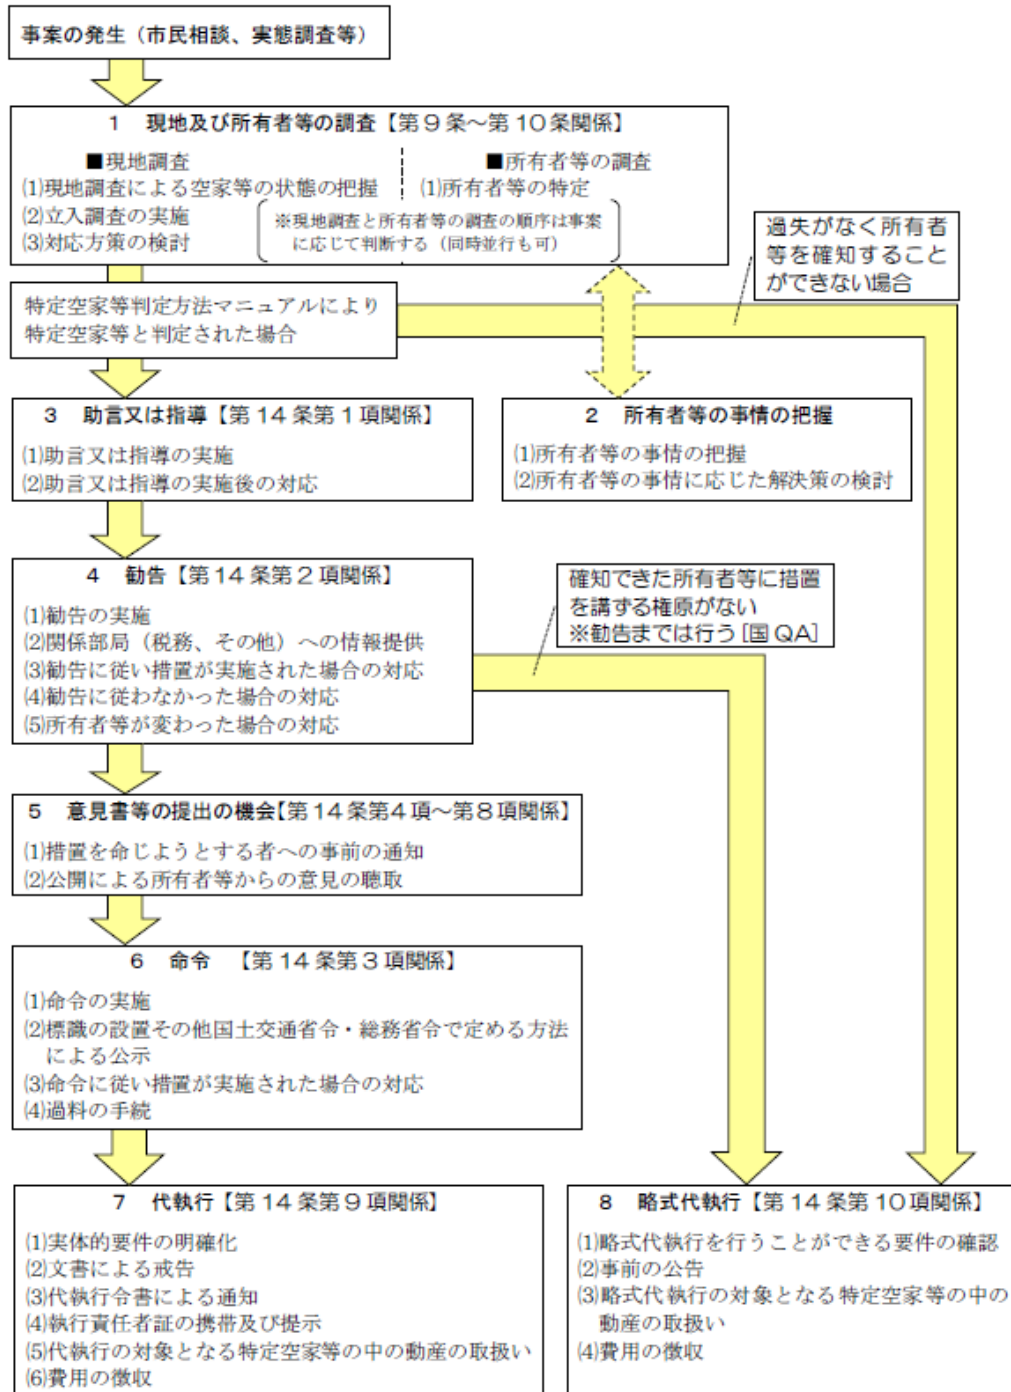 事案の発生（市民相談、実態調査等）
1　現地及び所有者等の調査【第９条～第１０条関係】
■現地調査
⑴現地調査による空家等の状態の把握
⑵立入調査の実施
⑶対応方策の検討
■所有者等の調査
⑴所有者等の特定
※現地調査と所有者等の調査の順序は事案
に応じて判断する（同時並行も可）
過失がなく所有者
等を確知すること
ができない場合
特定空家等判定方法マニュアルにより
特定空家等と判定された場合
3　助言又は指導【第１４条第１項関係】
⑴助言又は指導の実施
⑵助言又は指導の実施後の対応
2　所有者等の事情の把握
⑴所有者等の事情の把握
⑵所有者等の事情に応じた解決策の検討
4　勧告【第１４条第２項関係】
⑴勧告の実施
⑵関係部局（税務、その他）への情報提供
⑶勧告に従い措置が実施された場合の対応
⑷勧告に従わなかった場合の対応
⑸所有者等が変わった場合の対応
確知できた所有者等に措置
を講ずる権原がない
※勧告までは行う［国QA］
5　意見書等の提出の機会【第１４条第４項～第８項関係】
⑴措置を命じようとする者への事前の通知
⑵公開による所有者等からの意見の聴取
6　命令　【第１４条第３項関係】
⑴命令の実施
⑵標識の設置その他国土交通省令・総務省令で定める方法
による公示
⑶命令に従い措置が実施された場合の対応
⑷過料の手続
7　代執行【第１４条第９項関係】
⑴実体的要件の明確化
⑵文書による戒告
⑶代執行令書による通知
⑷執行責任者証の携帯及び提示
⑸代執行の対象となる特定空家等の中の動産の取扱い
⑹費用の徴収
8　略式代執行【第１４条第１０項関係】
⑴略式代執行を行うことができる要件の確認
⑵事前の公告
⑶略式代執行の対象となる特定空家等の中の
動産の取扱い
⑷費用の徴収